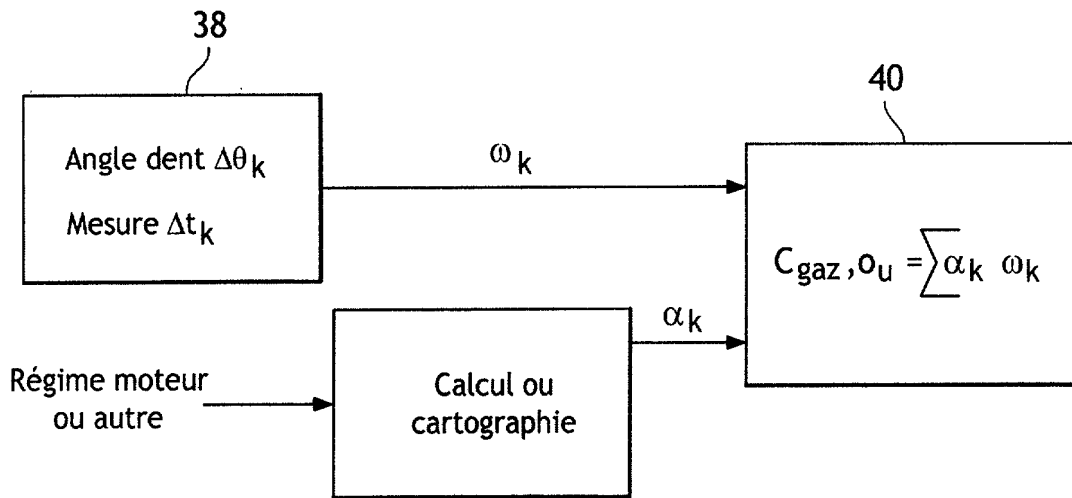 38
Angle dent Δθk
Mesure Δtk
ωk
40
Cgaz,ou = ∑αk ωk
αk
Régime moteur
ou autre
Calcul ou
cartographie